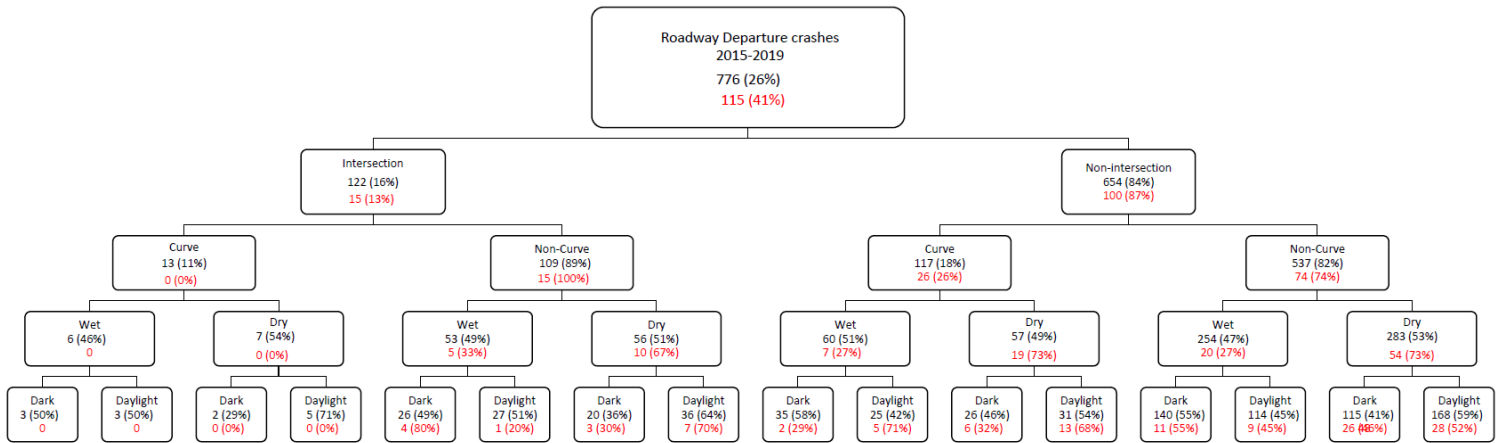 Roadway Departure crashes
2015-2019
776 (26%)
115 (41%)
Intersection
122 (16%)
15 (13%)
Non-intersection
654 (84%)
100 (87%)
Curve
13 (11%)
0 (0%)
Non-Curve
109 (89%)
15 (100%)
Curve
117 (18%)
26 (26%)
Non-Curve
537 (82%)
74 (74%)
Wet
6 (46%)
0
Dry
7 (54%)
0 (0%)
Wet
53 (49%)
5 (33%)
Dry
56 (51%)
10 (67%)
Wet
60 (51%)
7 (27%)
Dry
57 (49%)
19 (73%)
Wet
254 (47%)
20 (27%)
Dry
283 (53%)
54 (73%)
Dark
3 (50%)
0
Daylight
3 (50%)
0
Dark
2 (29%)
0 (0%)
Daylight
5 (71%)
0 (0%)
Dark
26 (49%)
4 (80%)
Daylight
27 (51%)
1 (20%)
Dark
20 (36%)
3 (30%)
Daylight
36 (64%)
7 (70%)
Dark
35 (58%)
2 (29%)
Daylight
25 (42%)
5 (71%)
Dark
26 (46%)
6 (32%)
Daylight
31 (54%)
13 (68%)
Dark
140 (55%)
11 (55%)
Daylight
114 (45%)
9 (45%)
Dark
115 (41%)
26
Daylight
168 (59%)
28 (52%)